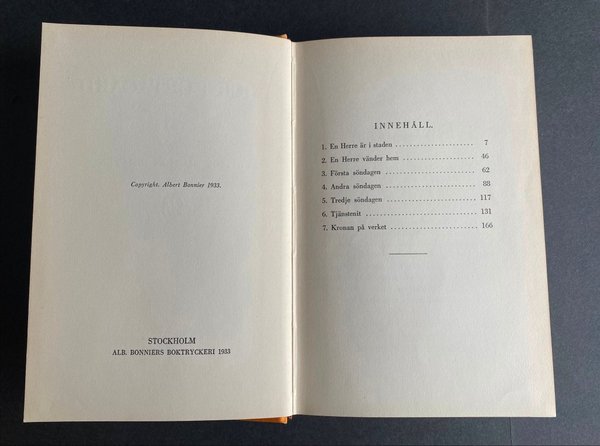 Copyright. Albert Bonnier 1933.
STOCKHOLM
ALB. BONNIERS BOKTRYCKERI 1933
INNEHÅLL.
1. En Herre är i staden ........................ 7
2. En Herre vänder hem ........................ 46
3. Första söndagen ........................ 62
4. Andra söndagen ........................ 88
5. Tredje söndagen ........................ 117
6. Tjänstenit ........................ 131
7. Kronan på verket ........................ 166